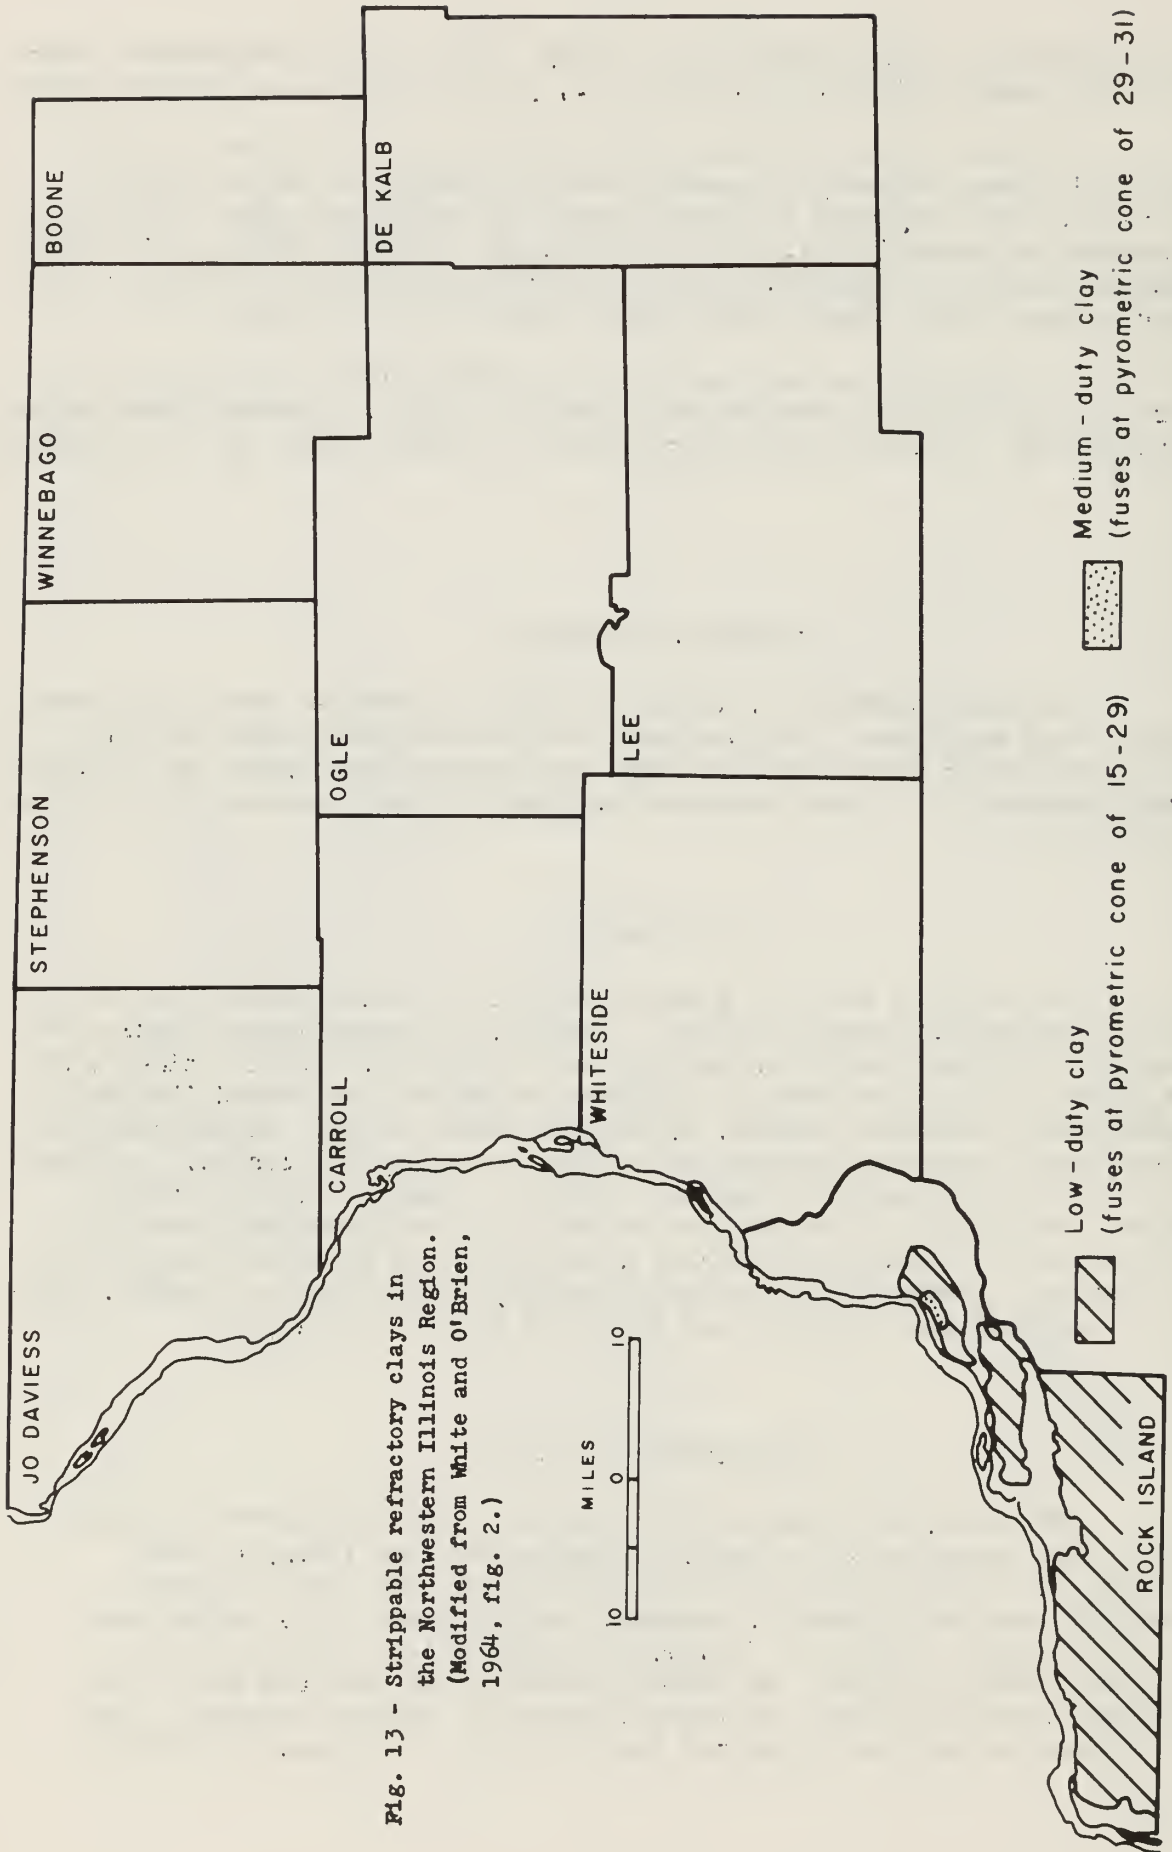 JO DAVIESS
STEPHENSON
WINNEBAGO
BOONE
CARROLL
OGLE
DE KALB
WHITESIDE
LEE
ROCK ISLAND
Fig. 13 - Strippable refractory clays in
the Northwestern Illinois Region.
(Modified from White and O'Brien,
1964, fig. 2.)
MILES
10 0 10
Low-duty clay
(fuses at pyrometric cone of 15-29)
Medium-duty clay
(fuses at pyrometric cone of 29-31)